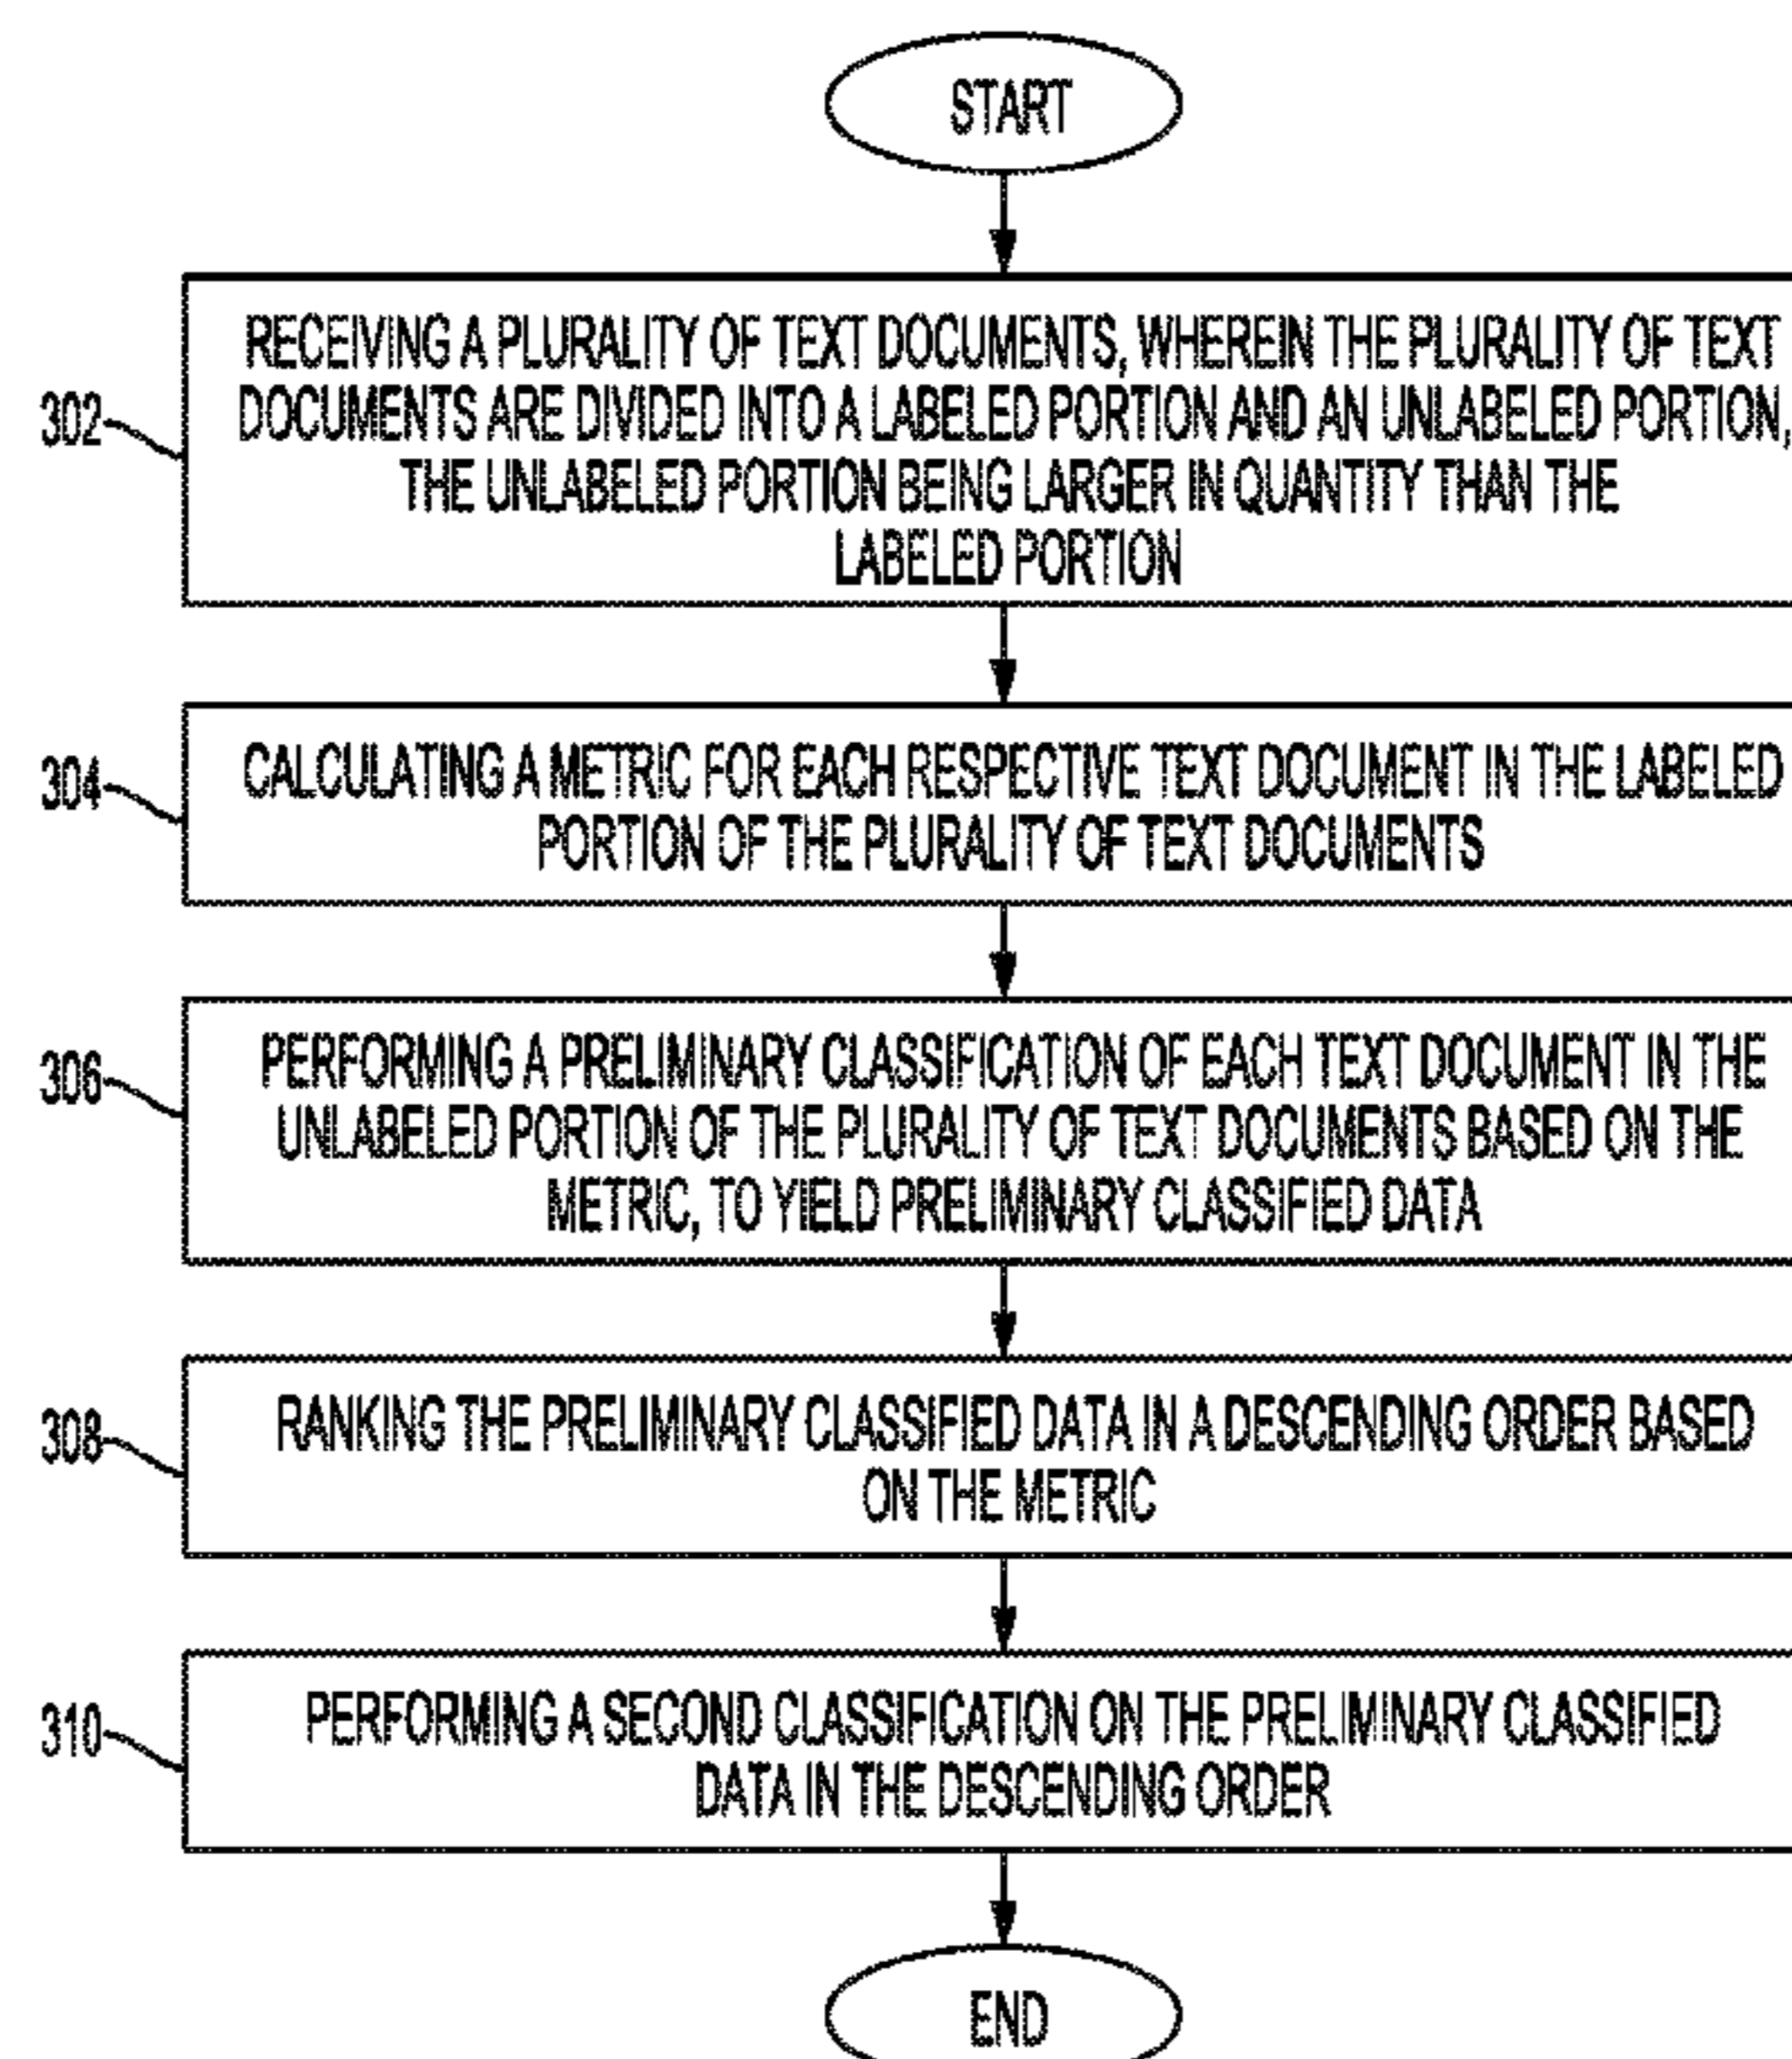 START
302
RECEIVING A PLURALITY OF TEXT DOCUMENTS, WHEREIN THE PLURALITY OF TEXT
DOCUMENTS ARE DIVIDED INTO A LABELED PORTION AND AN UNLABELED PORTION,
THE UNLABELED PORTION BEING LARGER IN QUANTITY THAN THE
LABELED PORTION
304
CALCULATING A METRIC FOR EACH RESPECTIVE TEXT DOCUMENT IN THE LABELED
PORTION OF THE PLURALITY OF TEXT DOCUMENTS
306
PERFORMING A PRELIMINARY CLASSIFICATION OF EACH TEXT DOCUMENT IN THE
UNLABELED PORTION OF THE PLURALITY OF TEXT DOCUMENTS BASED ON THE
METRIC, TO YIELD PRELIMINARY CLASSIFIED DATA
308
RANKING THE PRELIMINARY CLASSIFIED DATA IN A DESCENDING ORDER BASED
ON THE METRIC
310
PERFORMING A SECOND CLASSIFICATION ON THE PRELIMINARY CLASSIFIED
DATA IN THE DESCENDING ORDER
END